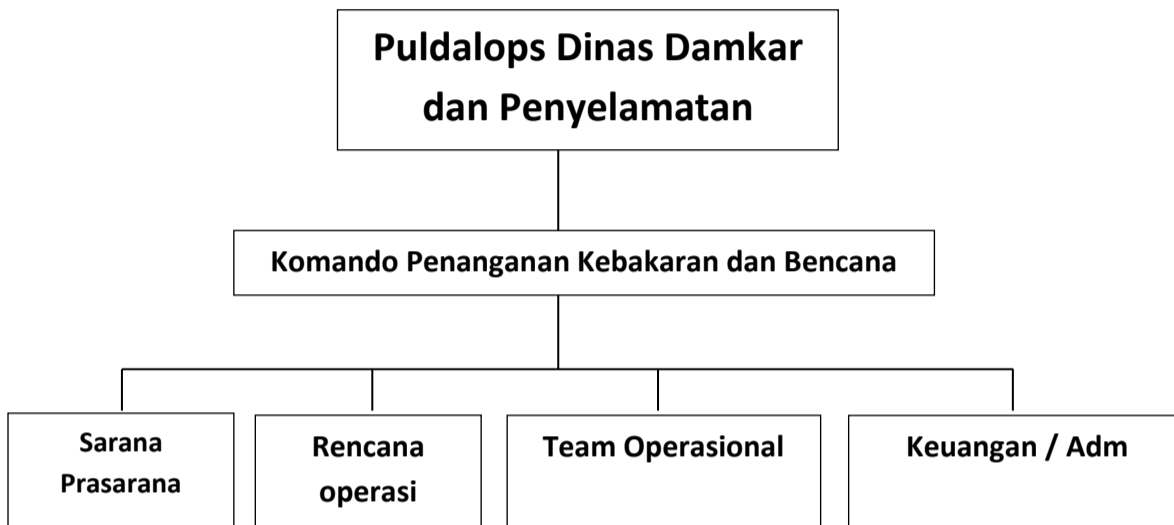 Puldalops Dinas Damkar
dan Penyelamatan
Komando Penanganan Kebakaran dan Bencana
Sarana
Prasarana
Rencana
operasi
Team Operasional
Keuangan / Adm